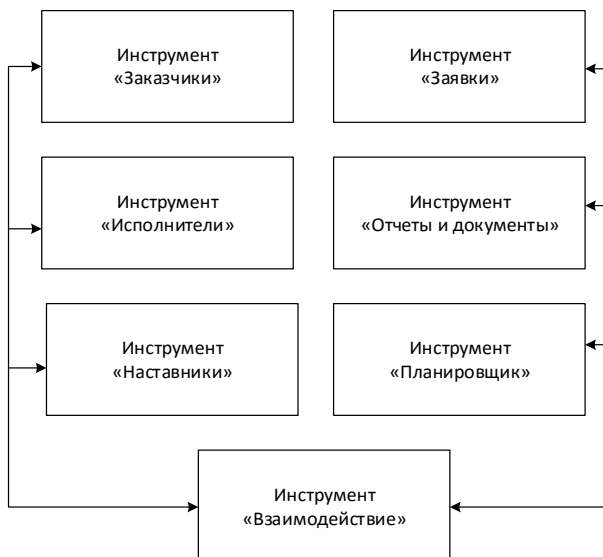 Инструмент
«Заказчики»
Инструмент
«Заявки»
Инструмент
«Исполнители»
Инструмент
«Отчеты и документы»
Инструмент
«Наставники»
Инструмент
«Планировщик»
Инструмент
«Взаимодействие»